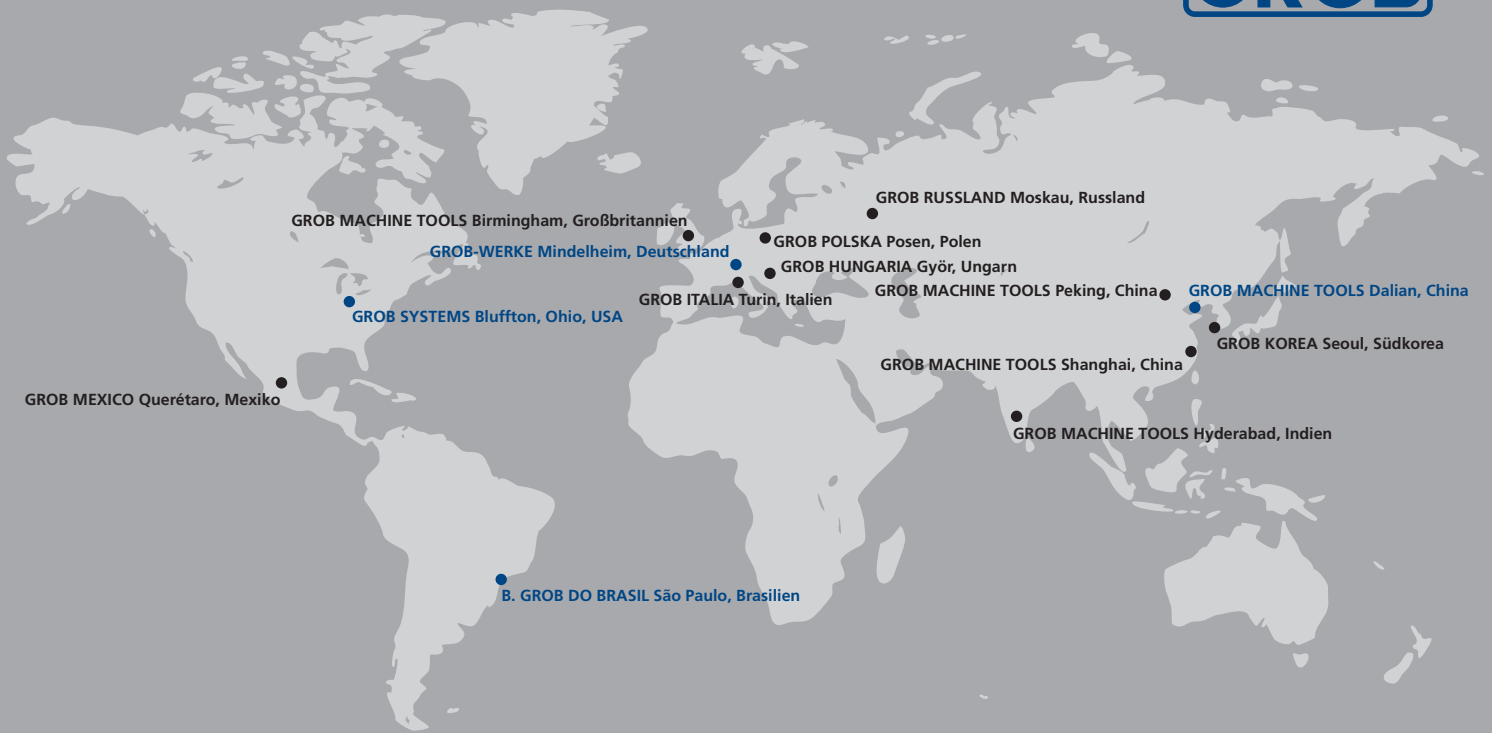 GROB
GROB RUSSLAND Moskau, Russland
GROB MACHINE TOOLS Birmingham, Großbritannien
GROB POLSKA Posen, Polen
GROB-WERKE Mindelheim, Deutschland
GROB HUNGARIA Györ, Ungarn
GROB ITALIA Turin, Italien
GROB MACHINE TOOLS Peking, China
GROB MACHINE TOOLS Dalian, China
GROB SYSTEMS Bluffton, Ohio, USA
GROB KOREA Seoul, Südkorea
GROB MACHINE TOOLS Shanghai, China
GROB MEXICO Querétaro, Mexiko
GROB MACHINE TOOLS Hyderabad, Indien
B. GROB DO BRASIL São Paulo, Brasilien